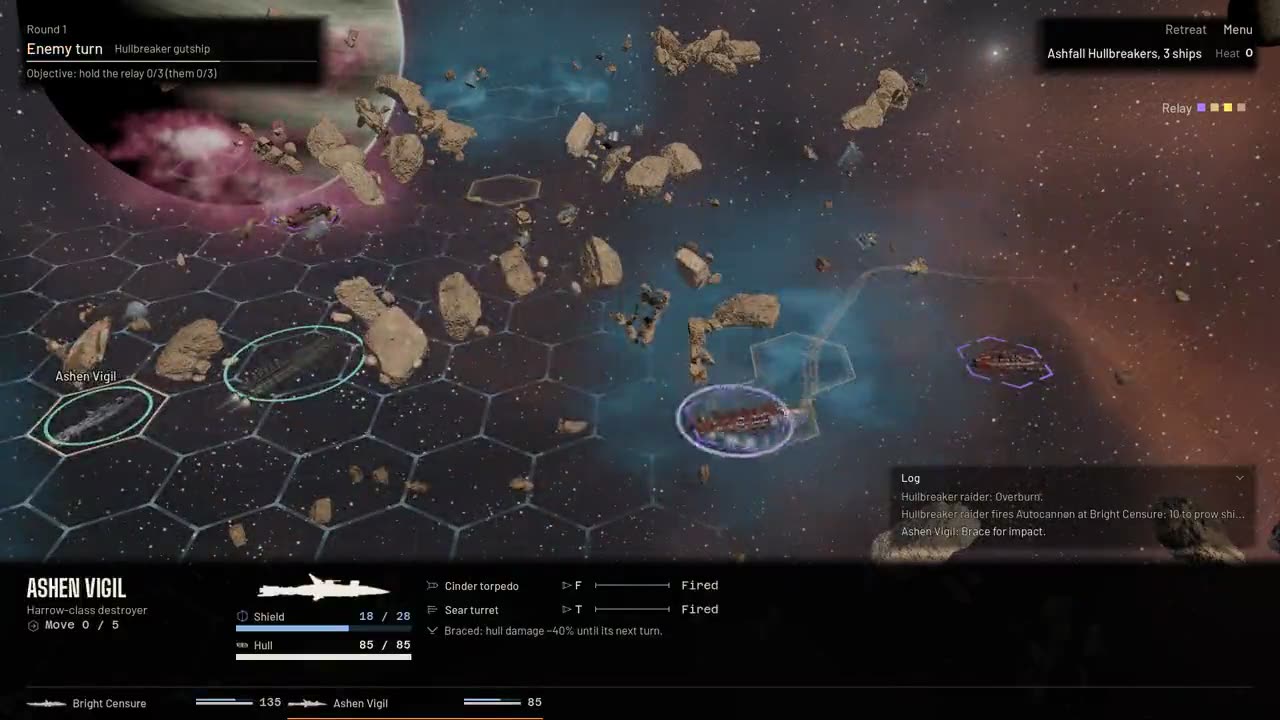 Round 1
Enemy turn Hullbreaker gutship
Objective: hold the relay 0/3 (them 0/3)
Retreat Menu
Ashfall Hullbreakers, 3 ships Heat 0
Relay
Ashen Vigil
Log
Hullbreaker raider: Overburn.
Hullbreaker raider fires Autocannon at Bright Censure: 10 to prow shi...
Ashen Vigil: Brace for impact.
ASHEN VIGIL
Harrow-class destroyer
Move 0 / 5
Shield 18 / 28
Hull 85 / 85
Cinder torpedo F Fired
Sear turret T Fired
Braced: hull damage −40% until its next turn.
Bright Censure 135 Ashen Vigil 85